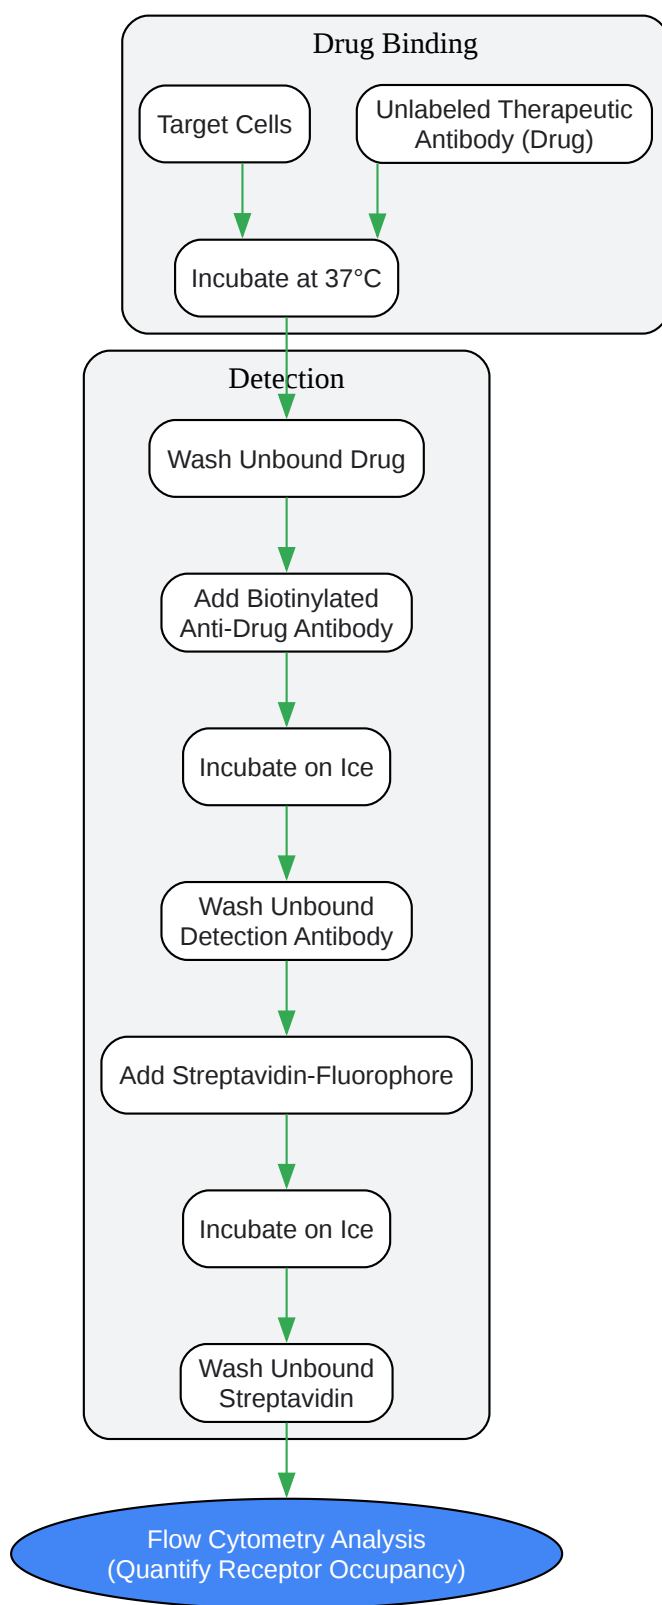 Drug Binding
Target Cells
Unlabeled Therapeutic
Antibody (Drug)
Incubate at 37°C
Detection
Wash Unbound Drug
Add Biotinylated
Anti-Drug Antibody
Incubate on Ice
Wash Unbound
Detection Antibody
Add Streptavidin-Fluorophore
Incubate on Ice
Wash Unbound
Streptavidin
Flow Cytometry Analysis
(Quantify Receptor Occupancy)